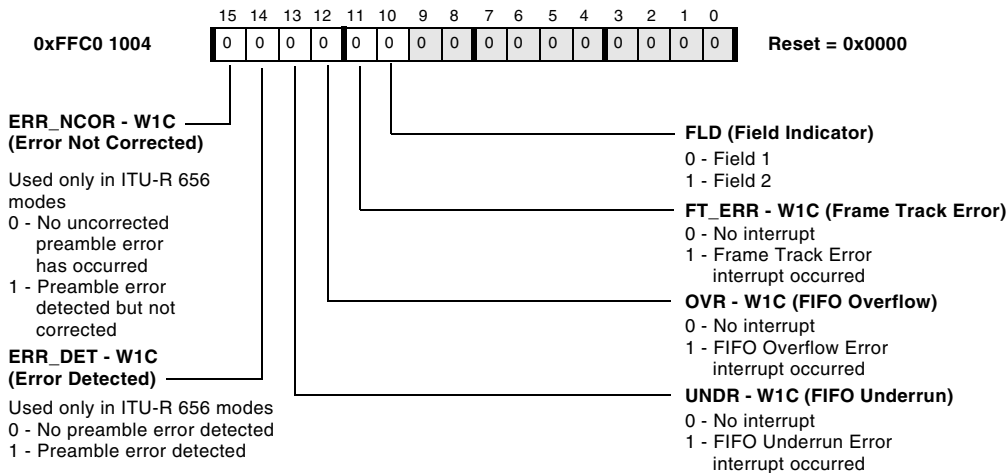 15 14 13 12 11 10 9 8 7 6 5 4 3 2 1 0
0xFFC0 1004
0 0 0 0 0 0 0 0 0 0 0 0 0 0 0 0
Reset = 0x0000
ERR_NCOR - W1C
(Error Not Corrected)
Used only in ITU-R 656
modes
0 - No uncorrected
preamble error
has occurred
1 - Preamble error
detected but not
corrected
ERR_DET - W1C
(Error Detected)
Used only in ITU-R 656 modes
0 - No preamble error detected
1 - Preamble error detected
FLD (Field Indicator)
0 - Field 1
1 - Field 2
FT_ERR - W1C (Frame Track Error)
0 - No interrupt
1 - Frame Track Error
interrupt occurred
OVR - W1C (FIFO Overflow)
0 - No interrupt
1 - FIFO Overflow Error
interrupt occurred
UNDR - W1C (FIFO Underrun)
0 - No interrupt
1 - FIFO Underrun Error
interrupt occurred